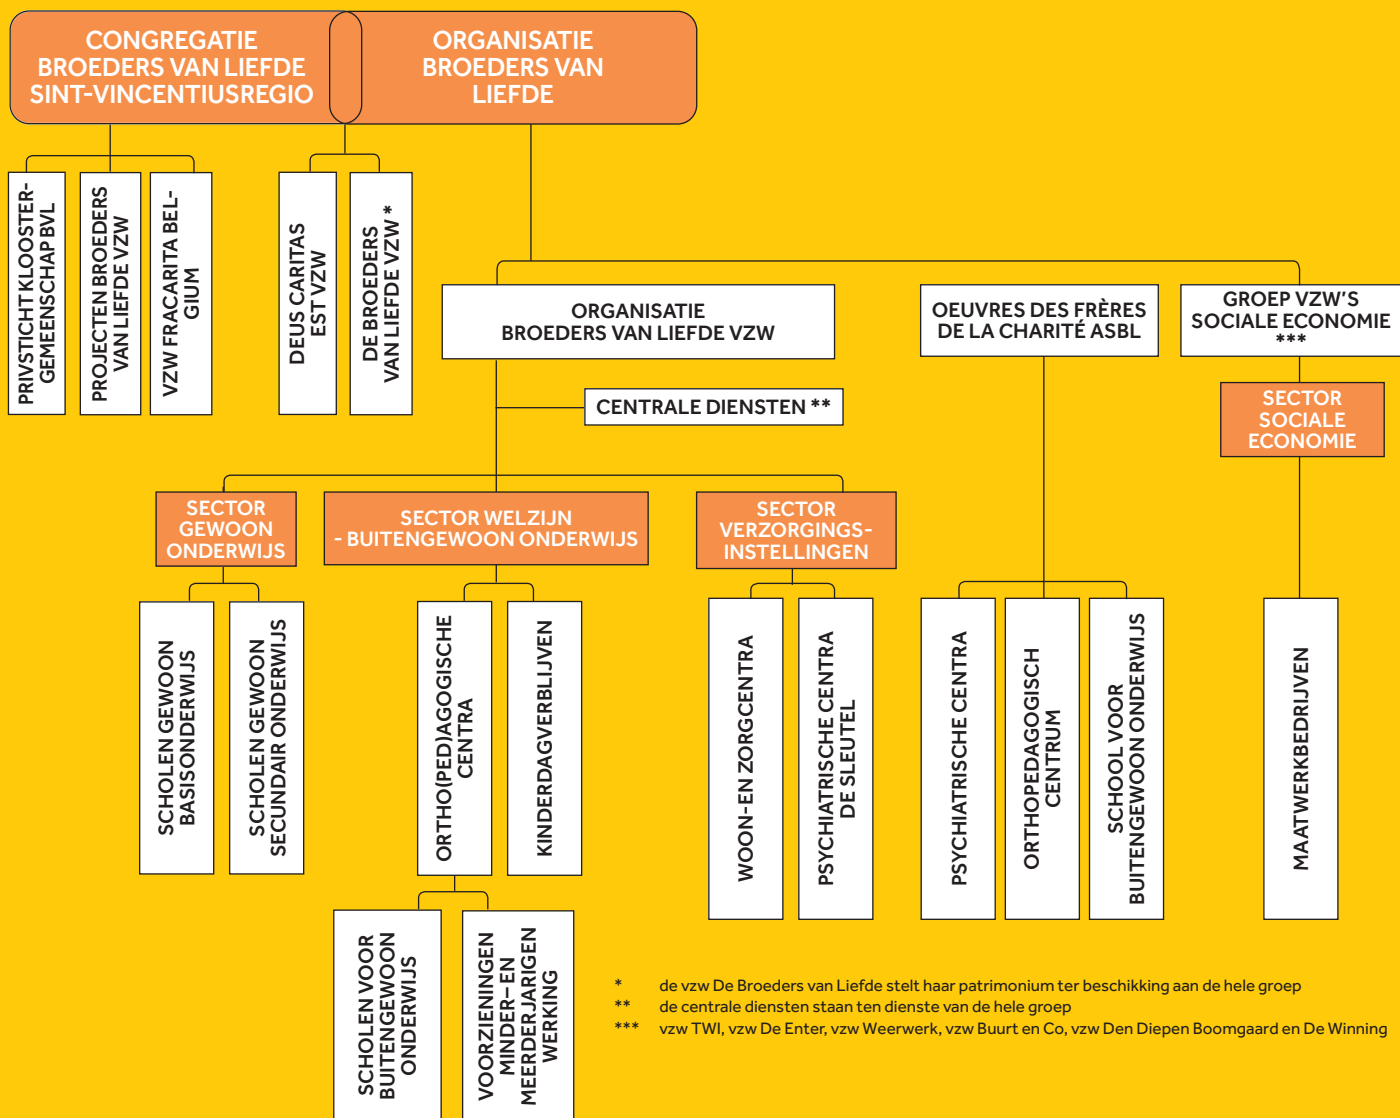 CONGREGATIE
BROEDERS VAN LIEFDE
SINT-VINCENTIUSREGIO
ORGANISATIE
BROEDERS VAN
LIEFDE
PRIVSTICHT KLOOSTER-
GEMEENSCHAP BVL
PROJECTEN BROEDERS
VAN LIEFDE VZW
VZW FRACARITA BEL-
GIUM
DEUS CARITAS
EST VZW
DE BROEDERS
VAN LIEFDE VZW *
ORGANISATIE
BROEDERS VAN LIEFDE VZW
OEUVRES DES FRÈRES
DE LA CHARITÉ ASBL
GROEP VZW'S
SOCIALE ECONOMIE
***
CENTRALE DIENSTEN **
SECTOR
SOCIALE
ECONOMIE
SECTOR
GEWOON
ONDERWIJS
SECTOR WELZIJN
- BUITENGEWOON ONDERWIJS
SECTOR
VERZORGINGS-
INSTELLINGEN
SCHOLEN GEWOON
BASISONDERWIJS
SCHOLEN GEWOON
SECUNDAIR ONDERWIJS
ORTHO(PED)AGOGISCHE
CENTRA
KINDERDAGVERBLIJVEN
WOON-EN ZORGCENTRA
PSYCHIATRISCHE CENTRA
DE SLEUTEL
PSYCHIATRISCHE CENTRA
ORTHOPEDAGOGISCH
CENTRUM
SCHOOL VOOR
BUITENGEWOON ONDERWIJS
MAATWERKBEDRIJVEN
SCHOLEN VOOR
BUITENGEWOON
ONDERWIJS
VOORZIENINGEN
MINDER– EN
MEERDERJARIGEN
WERKING
* de vzw De Broeders van Liefde stelt haar patrimonium ter beschikking aan de hele groep
** de centrale diensten staan ten dienste van de hele groep
*** vzw TWI, vzw De Enter, vzw Weerwerk, vzw Buurt en Co, vzw Den Diepen Boomgaard en De Winning